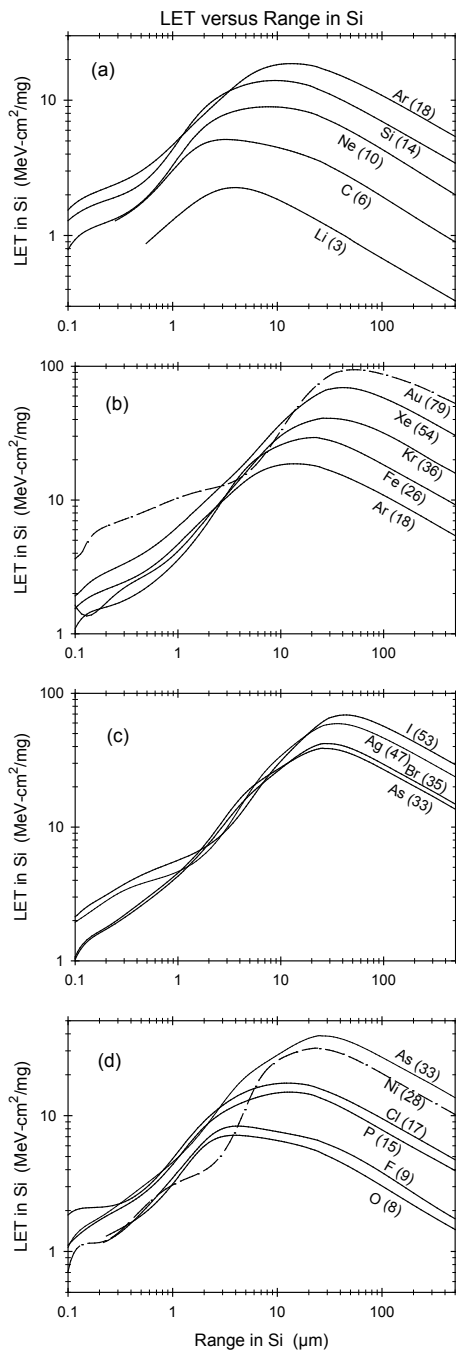 LET versus Range in Si
(a)
LET in Si (MeV-cm²/mg)
10
1
Ar (18)
Si (14)
Ne (10)
C (6)
Li (3)
0.1 1 10 100
(b)
LET in Si (MeV-cm²/mg)
100
10
1
Au (79)
Xe (54)
Kr (36)
Fe (26)
Ar (18)
0.1 1 10 100
(c)
LET in Si (MeV-cm²/mg)
100
10
1
I (53)
Ag (47)
Br (35)
As (33)
0.1 1 10 100
(d)
LET in Si (MeV-cm²/mg)
10
1
As (33)
Ni (28)
Cl (17)
P (15)
F (9)
O (8)
0.1 1 10 100
Range in Si (µm)